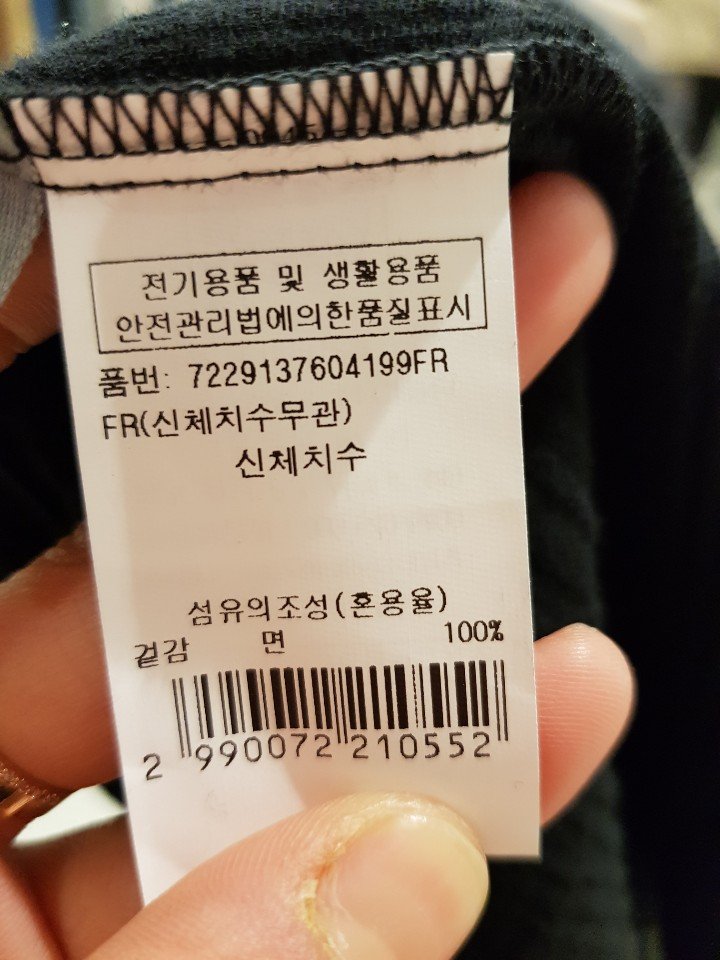 전기용품 및 생활용품
안전관리법에의한품질표시
품번: 7229137604199FR
FR(신체치수무관)
신체치수
섬유의조성(혼용율)
겉감 면 100%
2 990072 210552